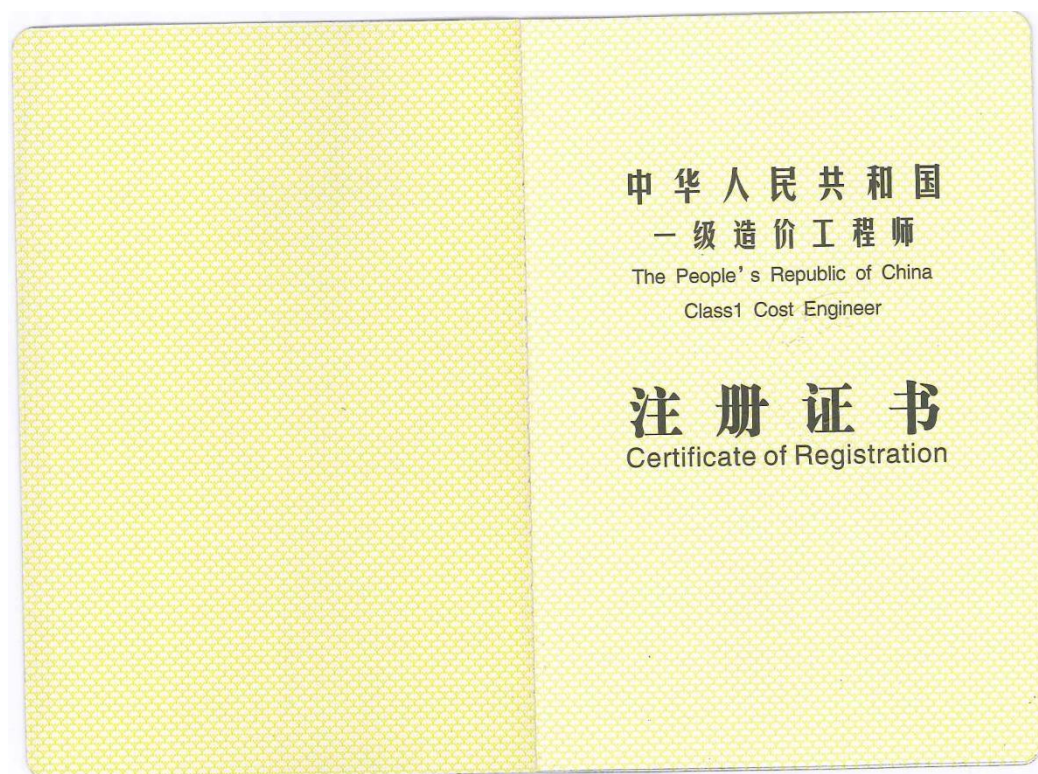 中华人民共和国
一级造价工程师
The People's Republic of China
Class1 Cost Engineer
注册证书
Certificate of Registration